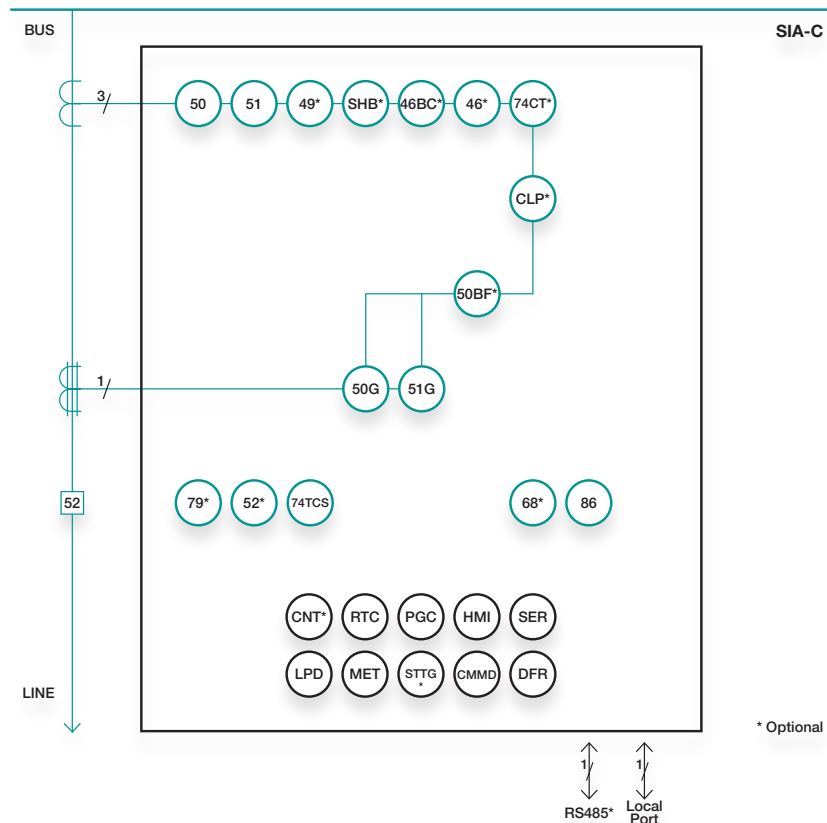 BUS
SIA-C
3/
50
51
49*
SHB*
46BC*
46*
74CT*
CLP*
50BF*
1/
50G
51G
52
79*
52*
74TCS
68*
86
CNT*
RTC
PGC
HMI
SER
LPD
MET
STTG
*
CMMD
DFR
LINE
* Optional
1/
1/
RS485*
Local
Port